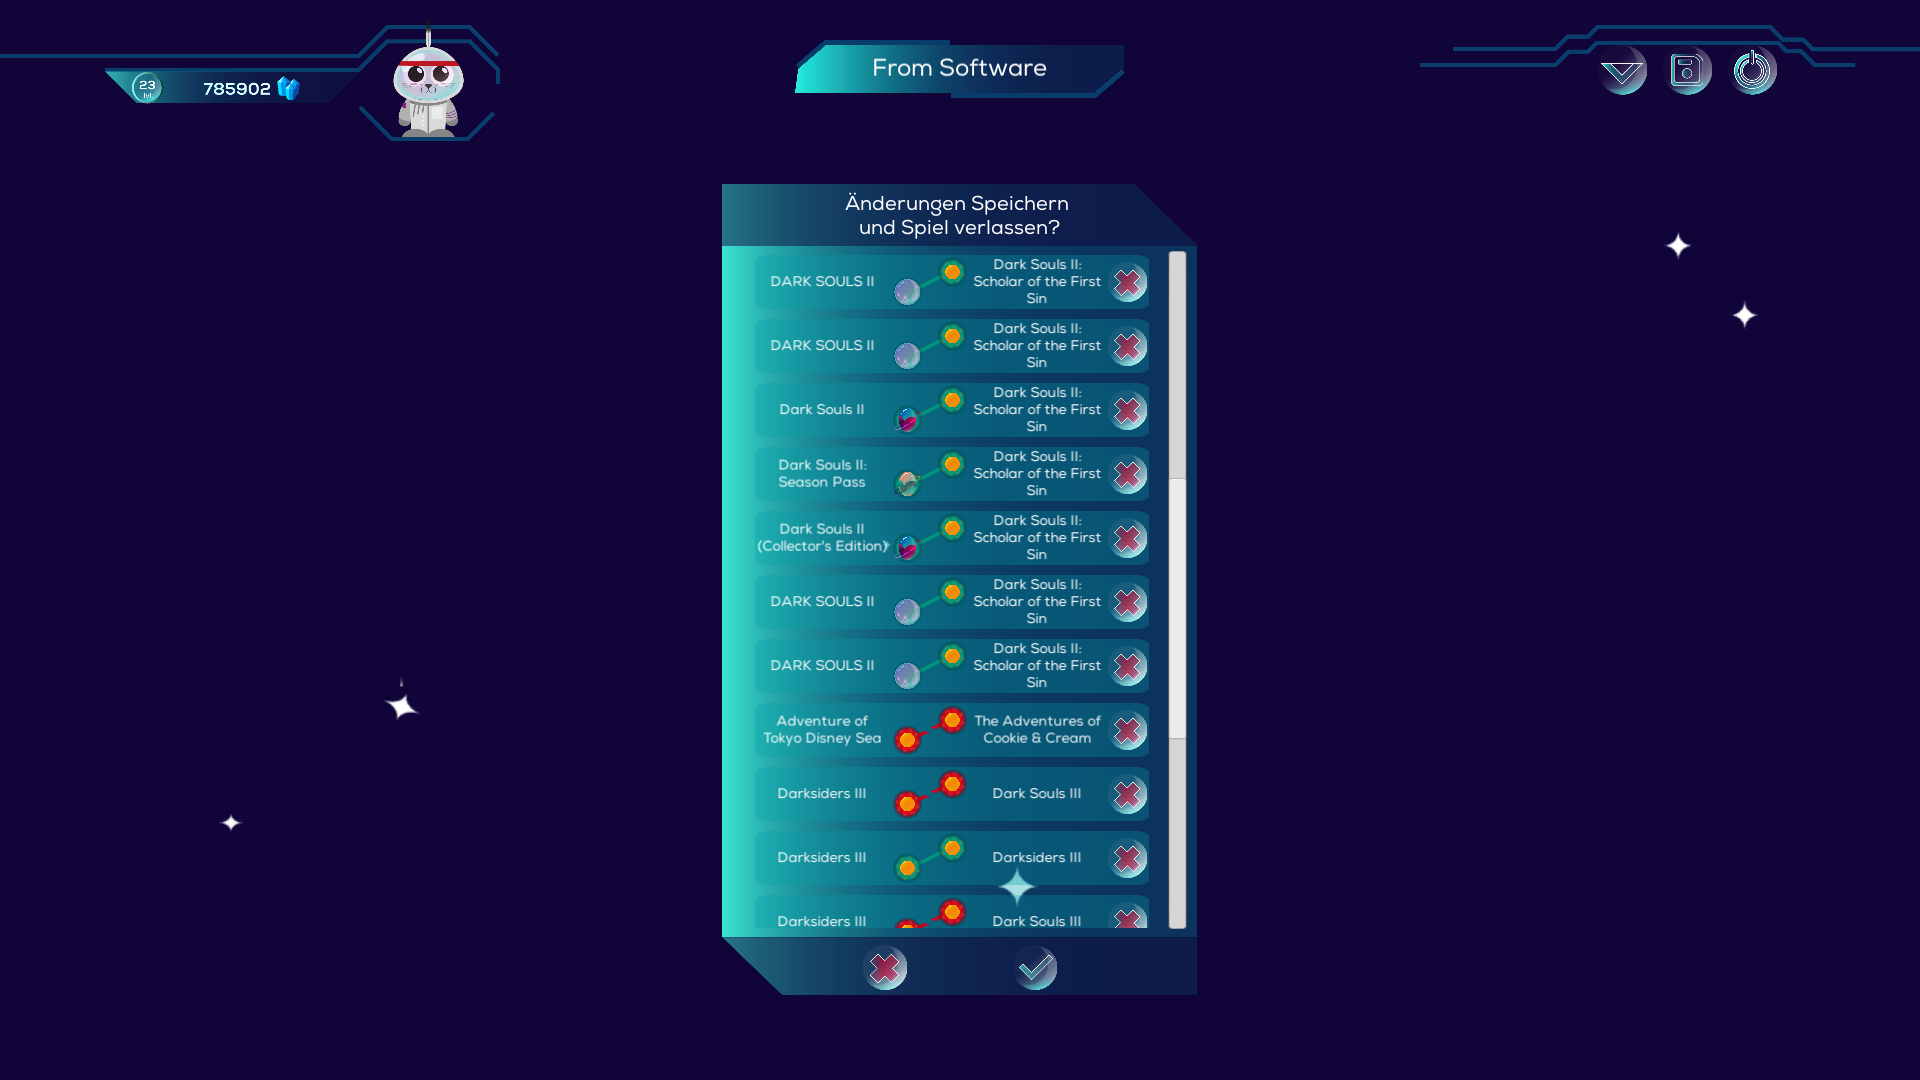 23
lvl.
785902
From Software
Änderungen Speichern
und Spiel verlassen?
DARK SOULS II
Dark Souls II:
Scholar of the First
Sin
DARK SOULS II
Dark Souls II:
Scholar of the First
Sin
Dark Souls II
Dark Souls II:
Scholar of the First
Sin
Dark Souls II:
Season Pass
Dark Souls II:
Scholar of the First
Sin
Dark Souls II
(Collector's Edition)
Dark Souls II:
Scholar of the First
Sin
DARK SOULS II
Dark Souls II:
Scholar of the First
Sin
DARK SOULS II
Dark Souls II:
Scholar of the First
Sin
Adventure of
Tokyo Disney Sea
The Adventures of
Cookie & Cream
Darksiders III
Dark Souls III
Darksiders III
Darksiders III
Darksiders III
Dark Souls III